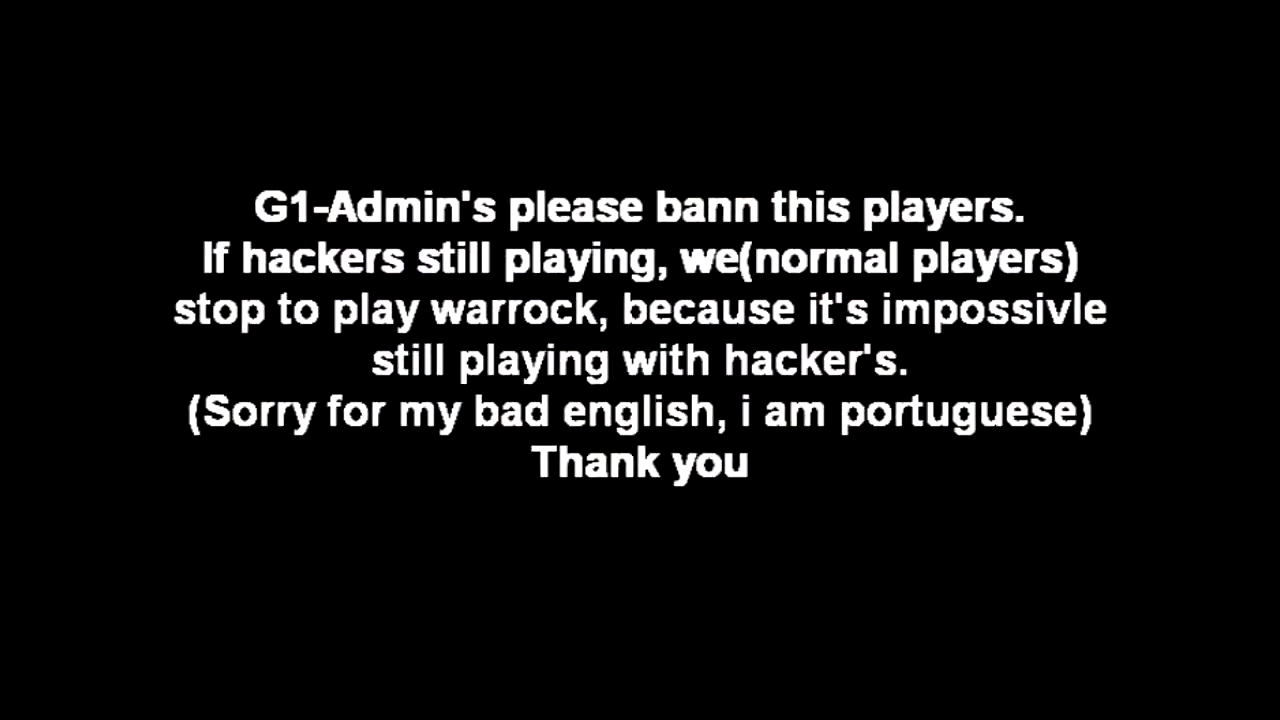 G1-Admin's please bann this players.
If hackers still playing, we(normal players)
stop to play warrock, because it's impossivle
still playing with hacker's.
(Sorry for my bad english, i am portuguese)
Thank you